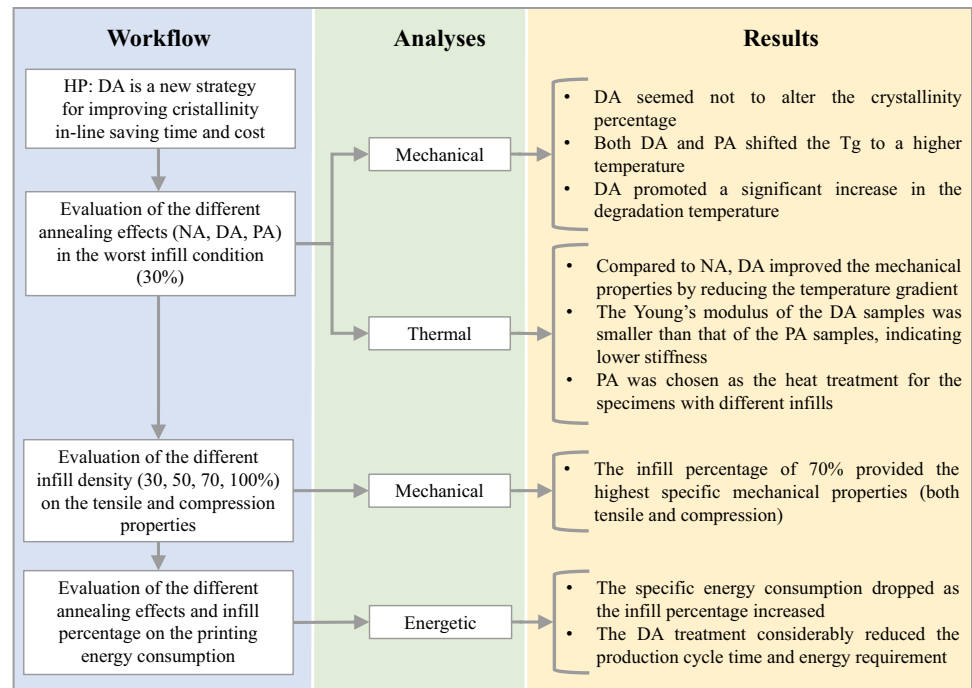 Workflow
HP: DA is a new strategy
for improving cristallinity
in-line saving time and cost
Evaluation of the different
annealing effects (NA, DA, PA)
in the worst infill condition
(30%)
Evaluation of the different
infill density (30, 50, 70, 100%)
on the tensile and compression
properties
Evaluation of the different
annealing effects and infill
percentage on the printing
energy consumption
Analyses
Mechanical
Thermal
Mechanical
Energetic
Results
• DA seemed not to alter the crystallinity
percentage
• Both DA and PA shifted the Tg to a higher
temperature
• DA promoted a significant increase in the
degradation temperature
• Compared to NA, DA improved the mechanical
properties by reducing the temperature gradient
• The Young's modulus of the DA samples was
smaller than that of the PA samples, indicating
lower stiffness
• PA was chosen as the heat treatment for the
specimens with different infills
• The infill percentage of 70% provided the
highest specific mechanical properties (both
tensile and compression)
• The specific energy consumption dropped as
the infill percentage increased
• The DA treatment considerably reduced the
production cycle time and energy requirement